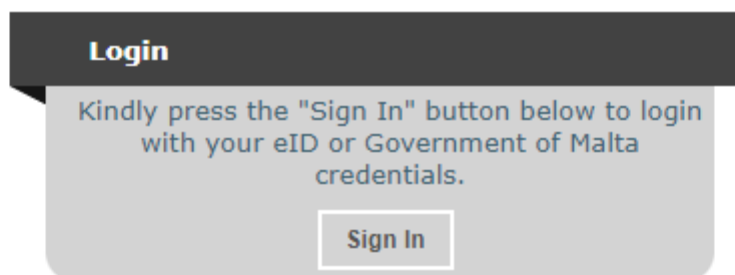 Login
Kindly press the "Sign In" button below to login
with your eID or Government of Malta
credentials.
Sign In